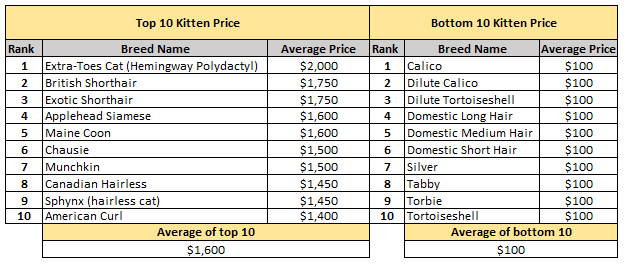 Top 10 Kitten Price Bottom 10 Kitten Price
Rank Breed Name Average Price Rank Breed Name Average Price
1 Extra-Toes Cat (Hemingway Polydactyl) $2,000 1 Calico $100
2 British Shorthair $1,750 2 Dilute Calico $100
3 Exotic Shorthair $1,750 3 Dilute Tortoiseshell $100
4 Applehead Siamese $1,600 4 Domestic Long Hair $100
5 Maine Coon $1,600 5 Domestic Medium Hair $100
6 Chausie $1,500 6 Domestic Short Hair $100
7 Munchkin $1,500 7 Silver $100
8 Canadian Hairless $1,450 8 Tabby $100
9 Sphynx (hairless cat) $1,450 9 Torbie $100
10 American Curl $1,400 10 Tortoiseshell $100
Average of top 10 Average of bottom 10
$1,600 $100